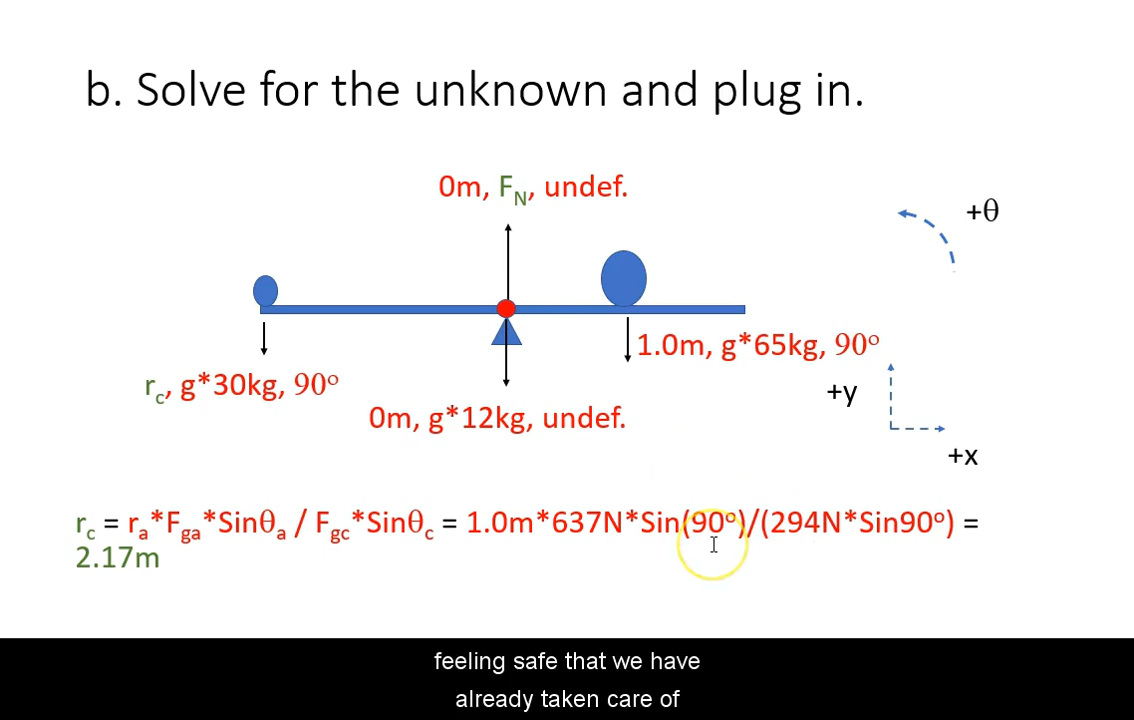 b. Solve for the unknown and plug in.
0m, FN, undef.
+θ
1.0m, g*65kg, 90°
rc, g*30kg, 90°
+y
0m, g*12kg, undef.
+x
rc = ra*Fga*Sinθa / Fgc*Sinθc = 1.0m*637N*Sin(90°)/(294N*Sin90°) =
2.17m
feeling safe that we have
already taken care of